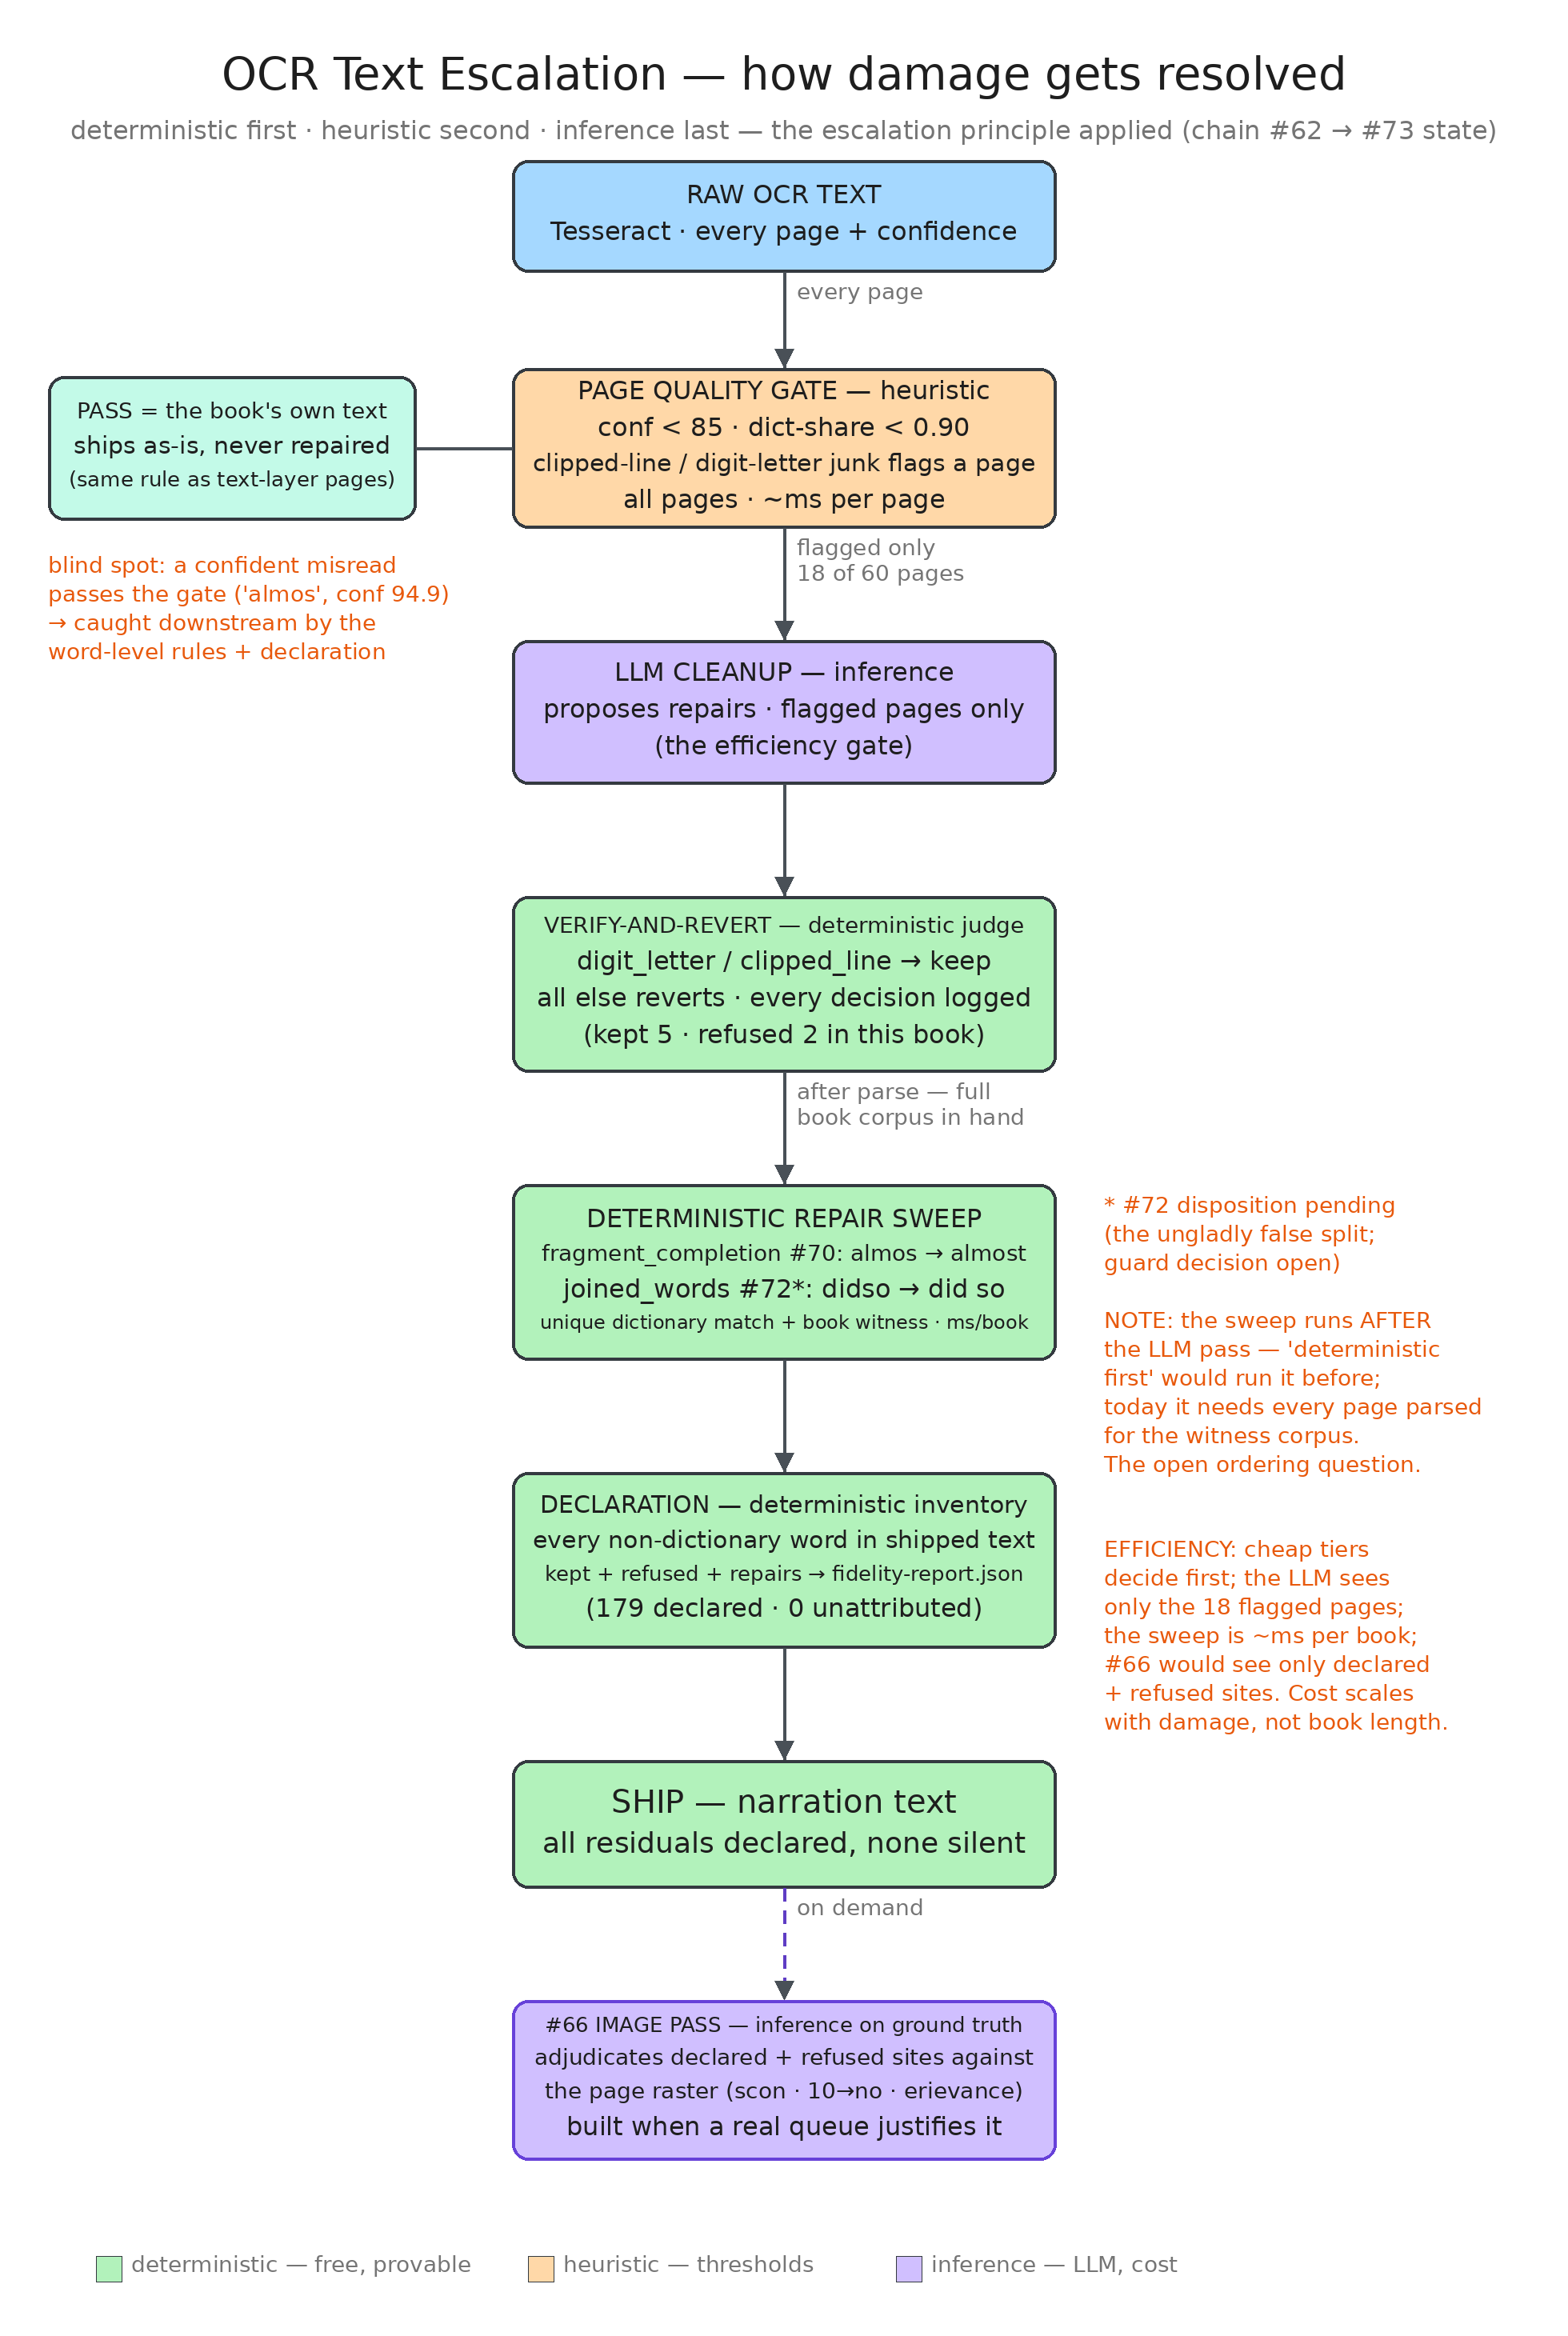 OCR Text Escalation — how damage gets resolved
deterministic first · heuristic second · inference last — the escalation principle applied (chain #62 → #73 state)
RAW OCR TEXT
Tesseract · every page + confidence
every page
PAGE QUALITY GATE — heuristic
conf < 85 · dict-share < 0.90
clipped-line / digit-letter junk flags a page
all pages · ~ms per page
PASS = the book's own text
ships as-is, never repaired
(same rule as text-layer pages)
blind spot: a confident misread
passes the gate ('almos', conf 94.9)
→ caught downstream by the
word-level rules + declaration
flagged only
18 of 60 pages
LLM CLEANUP — inference
proposes repairs · flagged pages only
(the efficiency gate)
VERIFY-AND-REVERT — deterministic judge
digit_letter / clipped_line → keep
all else reverts · every decision logged
(kept 5 · refused 2 in this book)
after parse — full
book corpus in hand
DETERMINISTIC REPAIR SWEEP
fragment_completion #70: almos → almost
joined_words #72*: didso → did so
unique dictionary match + book witness · ms/book
* #72 disposition pending
(the ungladly false split;
guard decision open)
NOTE: the sweep runs AFTER
the LLM pass — 'deterministic
first' would run it before;
today it needs every page parsed
for the witness corpus.
The open ordering question.
DECLARATION — deterministic inventory
every non-dictionary word in shipped text
kept + refused + repairs → fidelity-report.json
(179 declared · 0 unattributed)
EFFICIENCY: cheap tiers
decide first; the LLM sees
only the 18 flagged pages;
the sweep is ~ms per book;
#66 would see only declared
+ refused sites. Cost scales
with damage, not book length.
SHIP — narration text
all residuals declared, none silent
on demand
#66 IMAGE PASS — inference on ground truth
adjudicates declared + refused sites against
the page raster (scon · 10→no · erievance)
built when a real queue justifies it
deterministic — free, provable
heuristic — thresholds
inference — LLM, cost